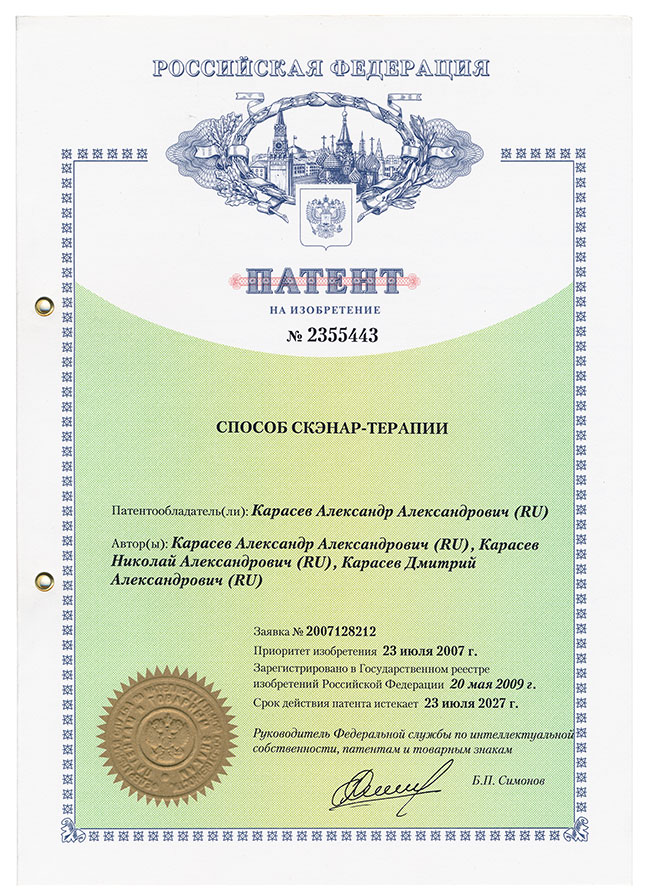 РОССИЙСКАЯ ФЕДЕРАЦИЯ
ПАТЕНТ
НА ИЗОБРЕТЕНИЕ
№ 2355443
СПОСОБ СКЭНАР-ТЕРАПИИ
Патентообладатель(ли): Карасев Александр Александрович (RU)
Автор(ы): Карасев Александр Александрович (RU), Карасев
Николай Александрович (RU), Карасев Дмитрий
Александрович (RU)
Заявка № 2007128212
Приоритет изобретения 23 июля 2007 г.
Зарегистрировано в Государственном реестре
изобретений Российской Федерации 20 мая 2009 г.
Срок действия патента истекает 23 июля 2027 г.
Руководитель Федеральной службы по интеллектуальной
собственности, патентам и товарным знакам
Б.П. Симонов